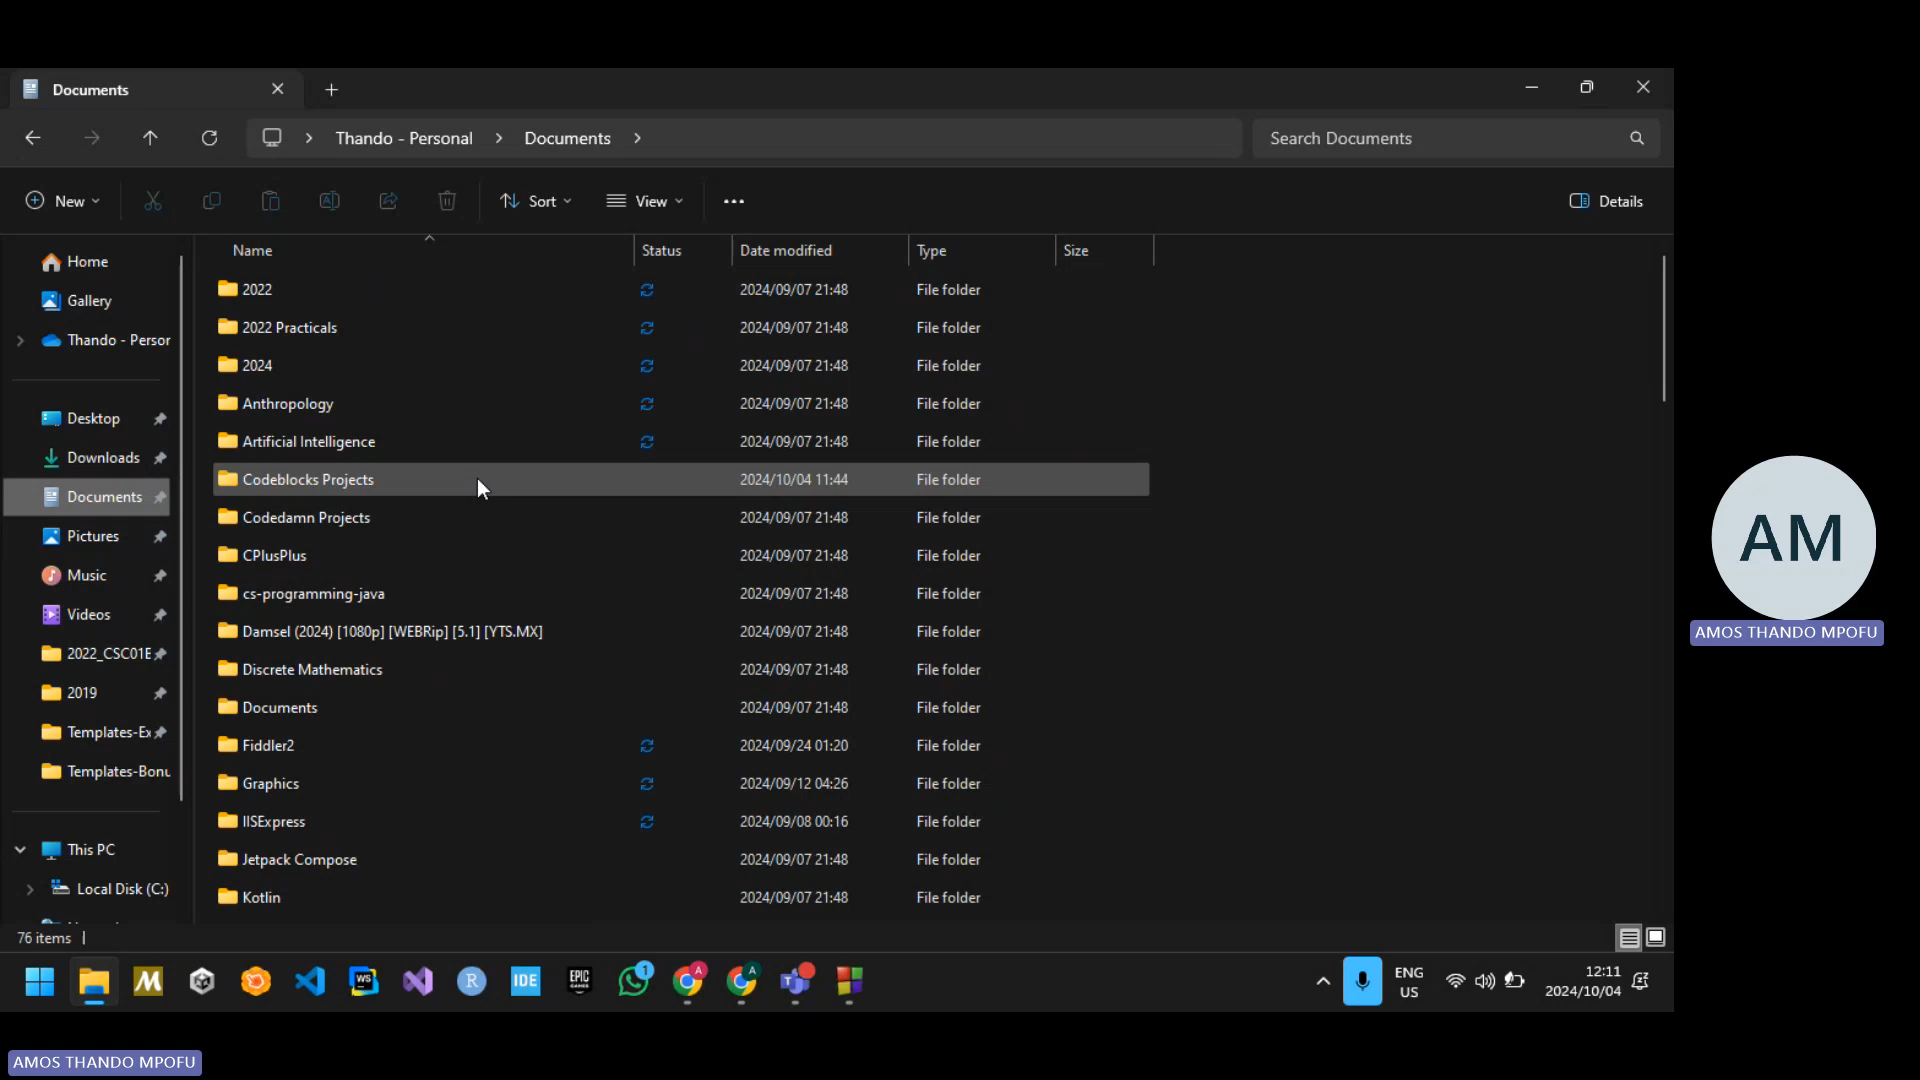 Documents
Thando - Personal
Documents
Search Documents
New
Sort
View
Details
Name
Status
Date modified
Type
Size
Home
Gallery
Thando - Persor
Desktop
Downloads
Documents
Pictures
Music
Videos
2022_CSC01E
2019
Templates-Ex
Templates-Bonu
This PC
Local Disk (C:)
2022 2024/09/07 21:48 File folder
2022 Practicals 2024/09/07 21:48 File folder
2024 2024/09/07 21:48 File folder
Anthropology 2024/09/07 21:48 File folder
Artificial Intelligence 2024/09/07 21:48 File folder
Codeblocks Projects 2024/10/04 11:44 File folder
Codedamn Projects 2024/09/07 21:48 File folder
CPlusPlus 2024/09/07 21:48 File folder
cs-programming-java 2024/09/07 21:48 File folder
Damsel (2024) [1080p] [WEBRip] [5.1] [YTS.MX] 2024/09/07 21:48 File folder
Discrete Mathematics 2024/09/07 21:48 File folder
Documents 2024/09/07 21:48 File folder
Fiddler2 2024/09/24 01:20 File folder
Graphics 2024/09/12 04:26 File folder
IISExpress 2024/09/08 00:16 File folder
Jetpack Compose 2024/09/07 21:48 File folder
Kotlin 2024/09/07 21:48 File folder
76 items
M
WS
R
IDE
EPIC
GAMES
1
A
A
T
ENG
US
12:11
2024/10/04
AM
AMOS THANDO MPOFU
AMOS THANDO MPOFU